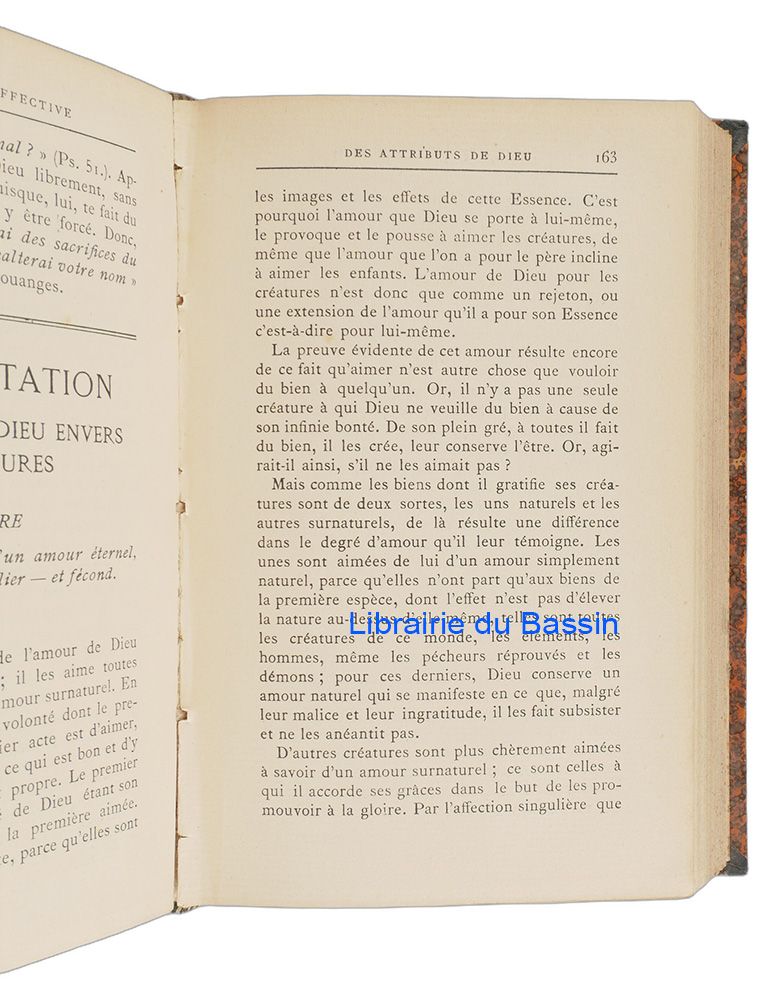 FFECTIVE
nal ? » (Ps. 51.). Ap-
Dieu librement, sans
uisque, lui, te fait du
y être forcé. Donc,
ai des sacrifices du
xalterai votre nom »
ouanges.
TATION
DIEU ENVERS
URES
RE
'un amour éternel,
lier — et fécond.
de l'amour de Dieu
; il les aime toutes
amour surnaturel. En
volonté dont le pre-
ier acte est d'aimer,
ce qui est bon et d'y
propre. Le premier
de Dieu étant son
la première aimée.
e, parce qu'elles sont
DES ATTRIBUTS DE DIEU 163
les images et les effets de cette Essence. C'est
pourquoi l'amour que Dieu se porte à lui-même,
le provoque et le pousse à aimer les créatures, de
même que l'amour que l'on a pour le père incline
à aimer les enfants. L'amour de Dieu pour les
créatures n'est donc que comme un rejeton, ou
une extension de l'amour qu'il a pour son Essence
c'est-à-dire pour lui-même.
La preuve évidente de cet amour résulte encore
de ce fait qu'aimer n'est autre chose que vouloir
du bien à quelqu'un. Or, il n'y a pas une seule
créature à qui Dieu ne veuille du bien à cause de
son infinie bonté. De son plein gré, à toutes il fait
du bien, il les crée, leur conserve l'être. Or, agi-
rait-il ainsi, s'il ne les aimait pas ?
Mais comme les biens dont il gratifie ses créa-
tures sont de deux sortes, les uns naturels et les
autres surnaturels, de là résulte une différence
dans le degré d'amour qu'il leur témoigne. Les
unes sont aimées de lui d'un amour simplement
naturel, parce qu'elles n'ont part qu'aux biens de
la première espèce, dont l'effet n'est pas d'élever
la nature au-dessus d'elle même, telles sont toutes
Librairie du Bassin
les créatures de ce monde, les éléments, les
hommes, même les pécheurs réprouvés et les
démons ; pour ces derniers, Dieu conserve un
amour naturel qui se manifeste en ce que, malgré
leur malice et leur ingratitude, il les fait subsister
et ne les anéantit pas.
D'autres créatures sont plus chèrement aimées
à savoir d'un amour surnaturel ; ce sont celles à
qui il accorde ses grâces dans le but de les pro-
mouvoir à la gloire. Par l'affection singulière que